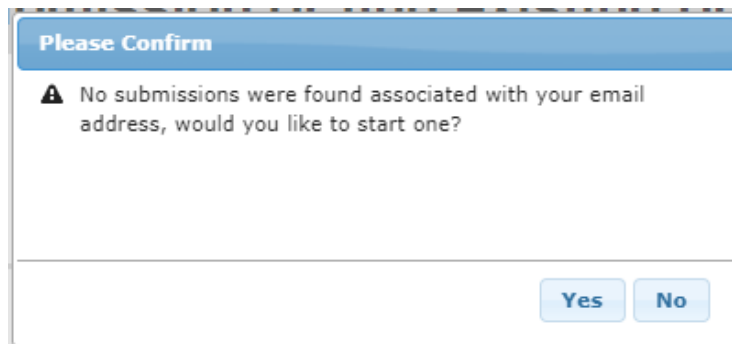 Please Confirm
No submissions were found associated with your email
address, would you like to start one?
Yes No